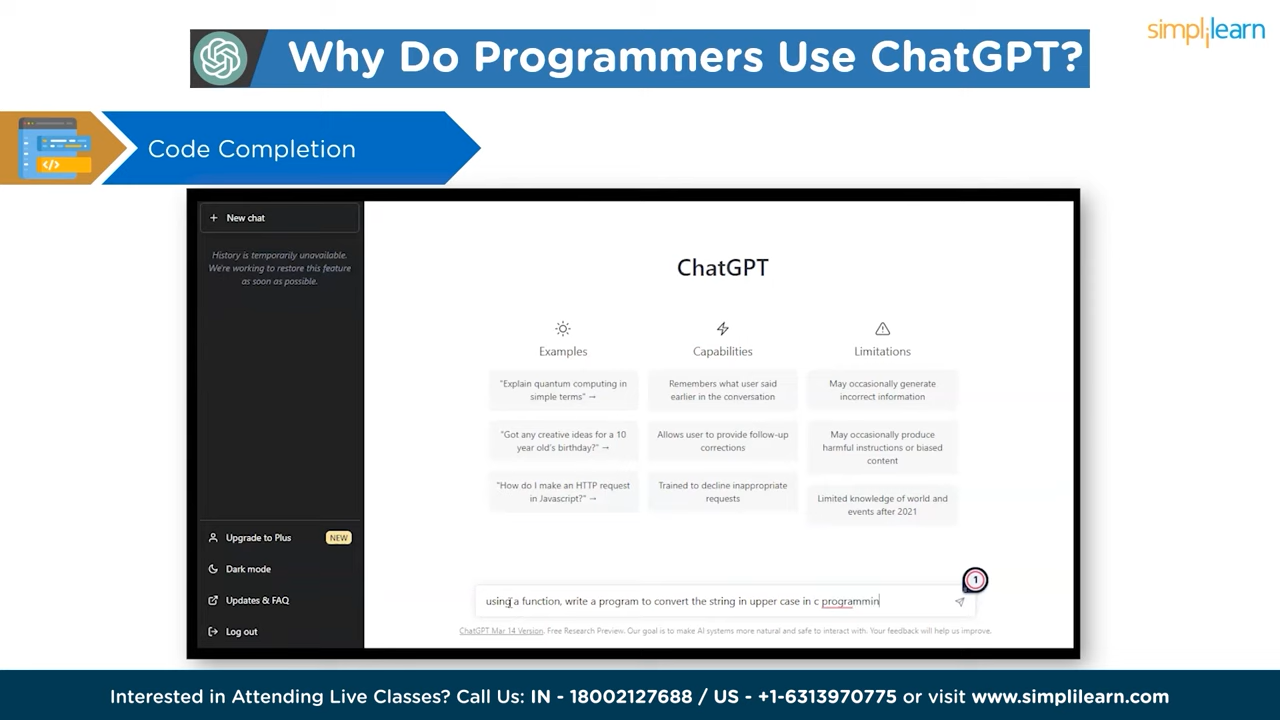 simplilearn
Why Do Programmers Use ChatGPT?
</>
Code Completion
+ New chat
History is temporarily unavailable.
We're working to restore this feature
as soon as possible.
Upgrade to Plus NEW
Dark mode
Updates & FAQ
Log out
ChatGPT
Examples
"Explain quantum computing in
simple terms" →
"Got any creative ideas for a 10
year old's birthday?" →
"How do I make an HTTP request
in Javascript?" →
Capabilities
Remembers what user said
earlier in the conversation
Allows user to provide follow-up
corrections
Trained to decline inappropriate
requests
Limitations
May occasionally generate
incorrect information
May occasionally produce
harmful instructions or biased
content
Limited knowledge of world and
events after 2021
1
using a function, write a program to convert the string in upper case in c programmin
ChatGPT Mar 14 Version. Free Research Preview. Our goal is to make AI systems more natural and safe to interact with. Your feedback will help us improve.
Interested in Attending Live Classes? Call Us: IN - 18002127688 / US - +1-6313970775 or visit www.simplilearn.com